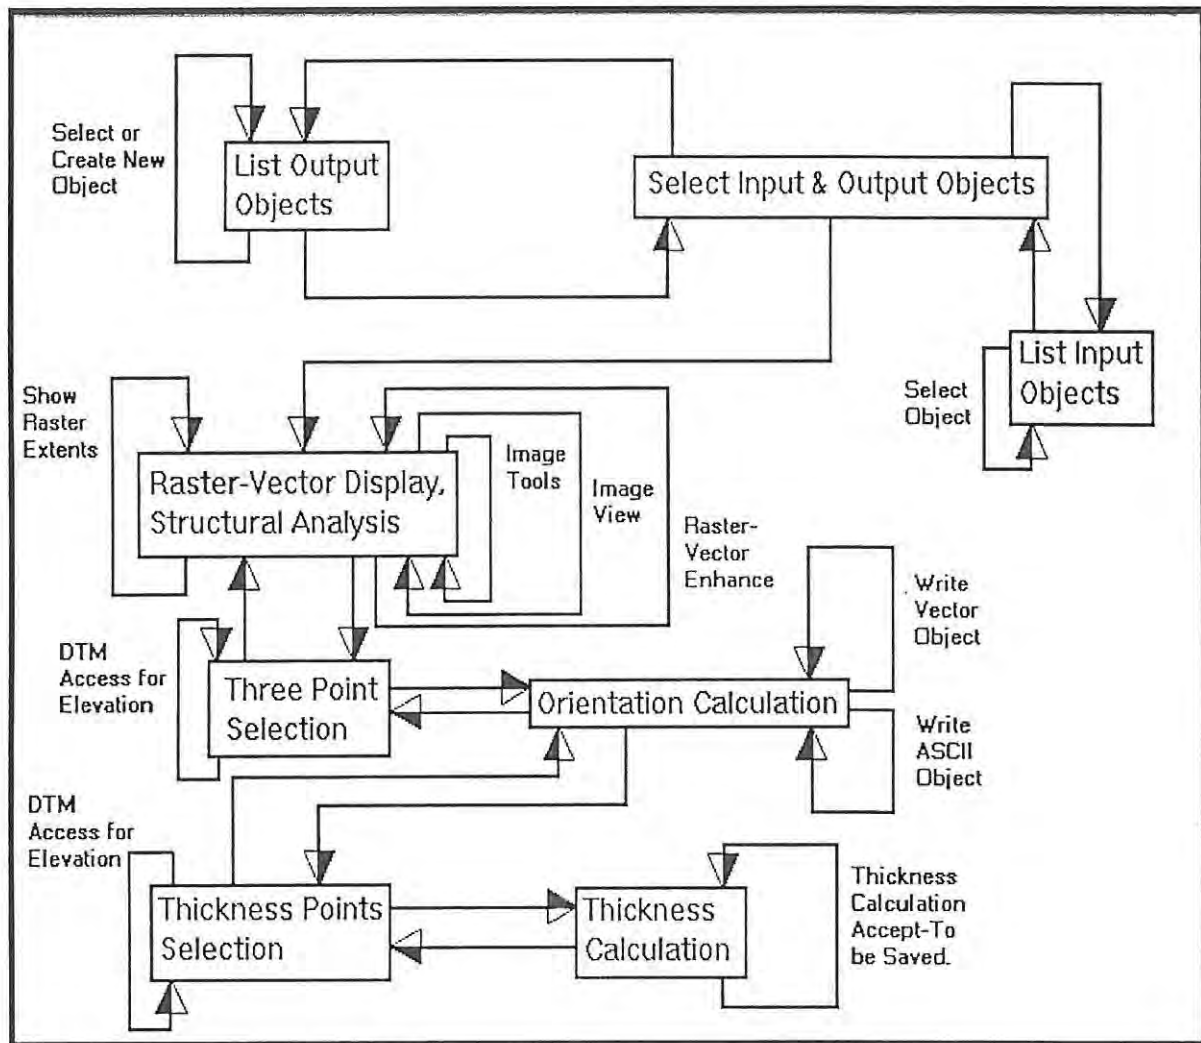 Select or
Create New
Object
List Output
Objects
Select Input & Output Objects
List Input
Objects
Select
Object
Show
Raster
Extents
Raster-Vector Display,
Structural Analysis
Image
Tools
Image
View
Raster-
Vector
Enhance
Write
Vector
Object
DTM
Access for
Elevation
Three Point
Selection
Orientation Calculation
Write
ASCII
Object
DTM
Access for
Elevation
Thickness Points
Selection
Thickness
Calculation
Thickness
Calculation
Accept-To
be Saved.